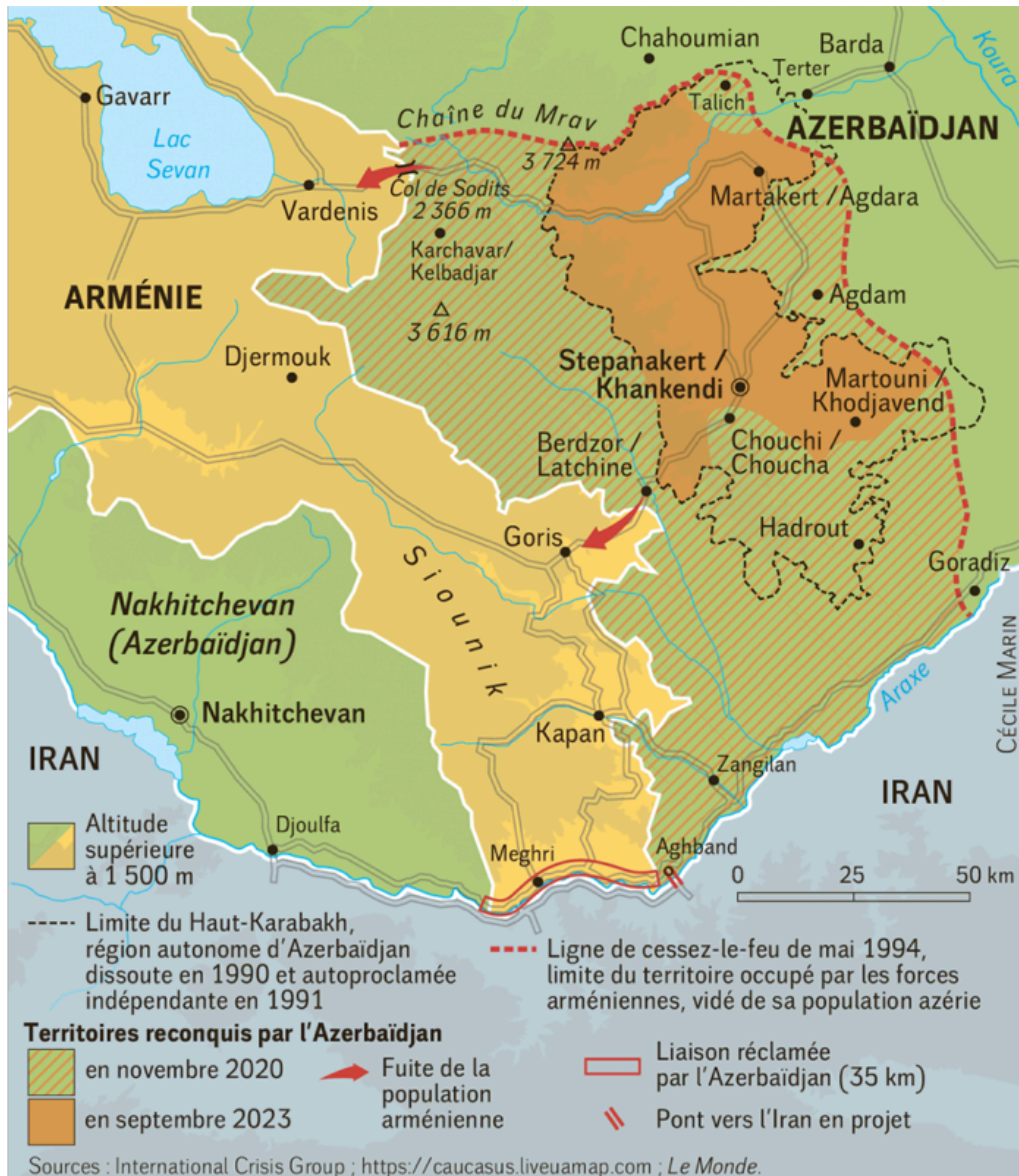 Chahoumian
Barda
Koura
Gavarr
Terter
Talich
Lac
Sevan
Chaîne du Mrav
AZERBAÏDJAN
3 724 m
Col de Sodits
2 366 m
Vardenis
Martakert / Agdara
Karchavar/
Kelbadjar
ARMÉNIE
3 616 m
Agdam
Djermouk
Stepanakert /
Khankendi
Martouni /
Khodjavend
Berdzor /
Latchine
Chouchi /
Choucha
Goris
Hadrout
Goradiz
Siounik
Nakhitchevan
(Azerbaïdjan)
Araxe
CÉCILE MARIN
Nakhitchevan
Kapan
IRAN
Zangilan
IRAN
Altitude
supérieure
à 1 500 m
Djoulfa
Meghri
Aghband
0 25 50 km
Limite du Haut-Karabakh,
région autonome d'Azerbaïdjan
dissoute en 1990 et autoproclamée
indépendante en 1991
Ligne de cessez-le-feu de mai 1994,
limite du territoire occupé par les forces
arméniennes, vidé de sa population azérie
Territoires reconquis par l'Azerbaïdjan
en novembre 2020
en septembre 2023
Fuite de la
population
arménienne
Liaison réclamée
par l'Azerbaïdjan (35 km)
Pont vers l'Iran en projet
Sources : International Crisis Group ; https://caucasus.liveuamap.com ; Le Monde.